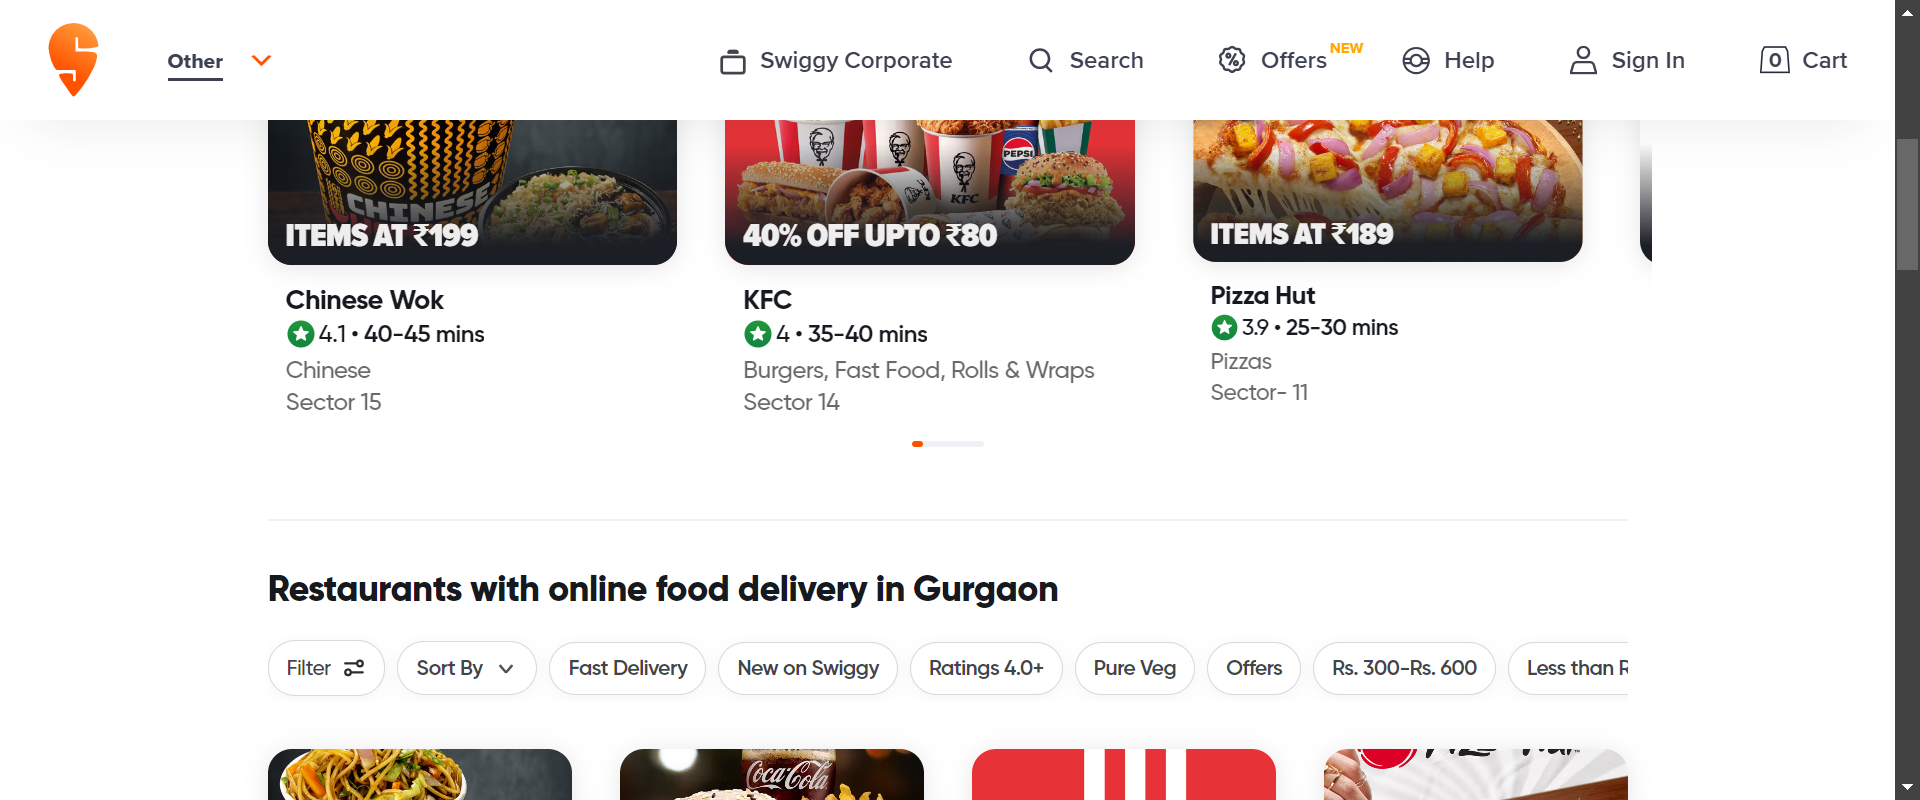 Other
Swiggy Corporate
Search
Offers NEW
Help
Sign In
0 Cart
CHINESE
ITEMS AT ₹199
KFC
PEPSI
KFC
40% OFF UPTO ₹80
ITEMS AT ₹189
Chinese Wok
4.1 • 40-45 mins
Chinese
Sector 15
KFC
4 • 35-40 mins
Burgers, Fast Food, Rolls & Wraps
Sector 14
Pizza Hut
3.9 • 25-30 mins
Pizzas
Sector- 11
Restaurants with online food delivery in Gurgaon
Filter
Sort By
Fast Delivery
New on Swiggy
Ratings 4.0+
Pure Veg
Offers
Rs. 300-Rs. 600
Less than R
Coca-Cola